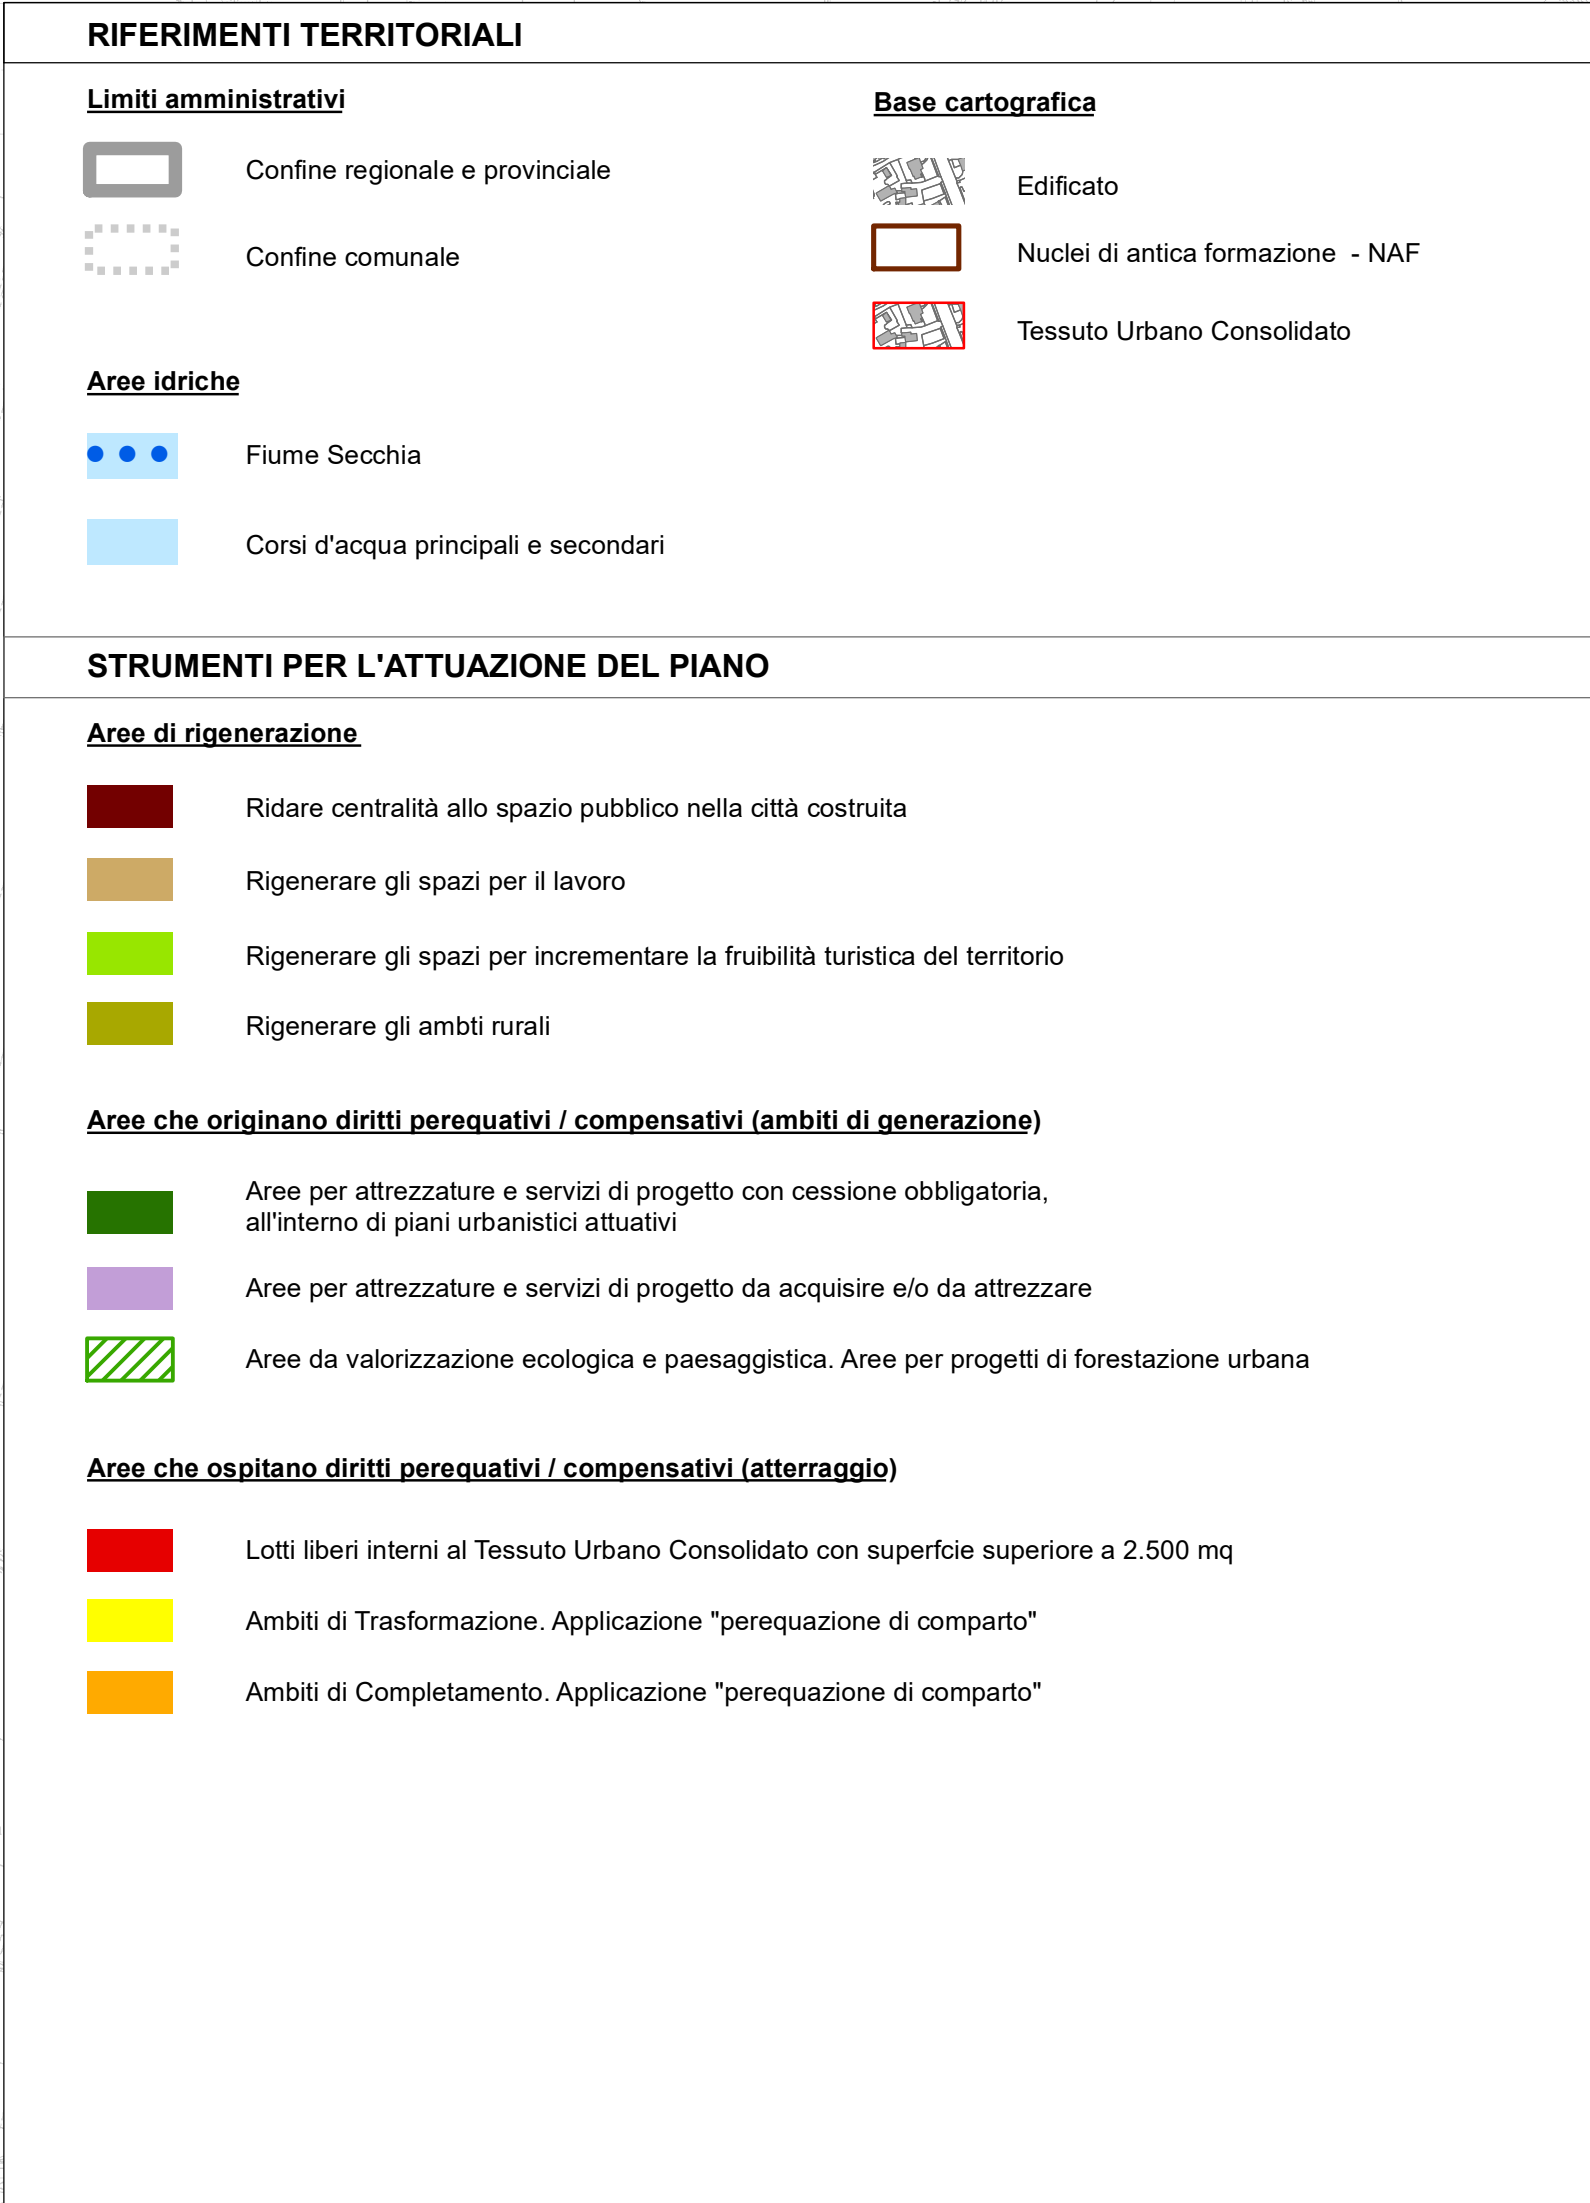 RIFERIMENTI TERRITORIALI
Limiti amministrativi
Confine regionale e provinciale
Confine comunale
Base cartografica
Edificato
Nuclei di antica formazione - NAF
Tessuto Urbano Consolidato
Aree idriche
Fiume Secchia
Corsi d'acqua principali e secondari
STRUMENTI PER L'ATTUAZIONE DEL PIANO
Aree di rigenerazione
Ridare centralità allo spazio pubblico nella città costruita
Rigenerare gli spazi per il lavoro
Rigenerare gli spazi per incrementare la fruibilità turistica del territorio
Rigenerare gli ambti rurali
Aree che originano diritti perequativi / compensativi (ambiti di generazione)
Aree per attrezzature e servizi di progetto con cessione obbligatoria,
all'interno di piani urbanistici attuativi
Aree per attrezzature e servizi di progetto da acquisire e/o da attrezzare
Aree da valorizzazione ecologica e paesaggistica. Aree per progetti di forestazione urbana
Aree che ospitano diritti perequativi / compensativi (atterraggio)
Lotti liberi interni al Tessuto Urbano Consolidato con superfcie superiore a 2.500 mq
Ambiti di Trasformazione. Applicazione "perequazione di comparto"
Ambiti di Completamento. Applicazione "perequazione di comparto"